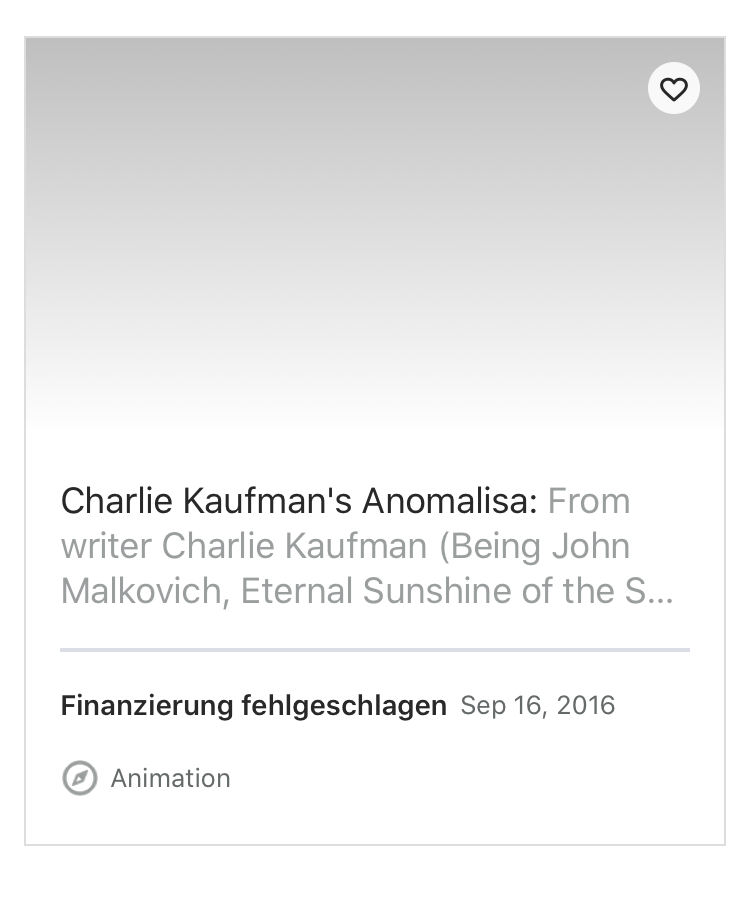 Charlie Kaufman's Anomalisa: From
writer Charlie Kaufman (Being John
Malkovich, Eternal Sunshine of the S...
Finanzierung fehlgeschlagen Sep 16, 2016
Animation